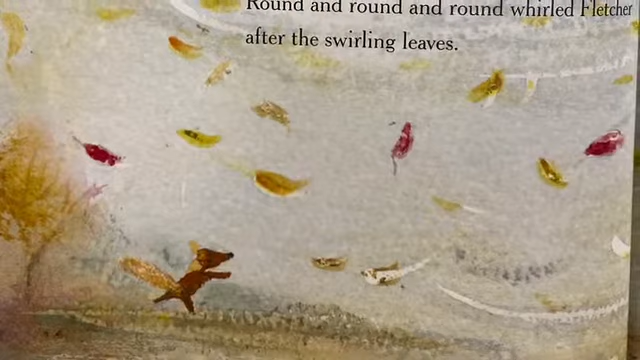 Round and round and round whirled Fletcher
after the swirling leaves.